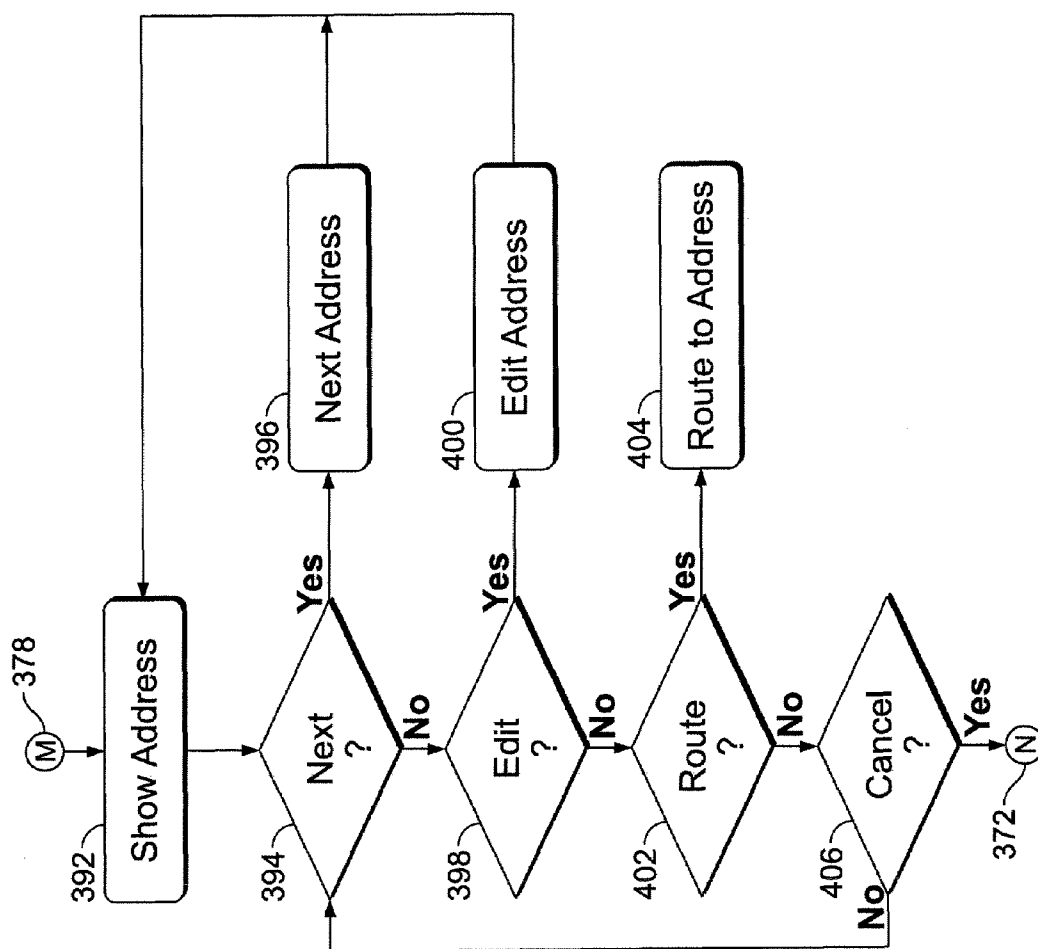 M
378
392
Show Address
394
Next
?
Yes
No
396
Next Address
398
Edit
?
Yes
No
400
Edit Address
402
Route
?
Yes
No
404
Route to Address
406
Cancel
?
No
Yes
372
N